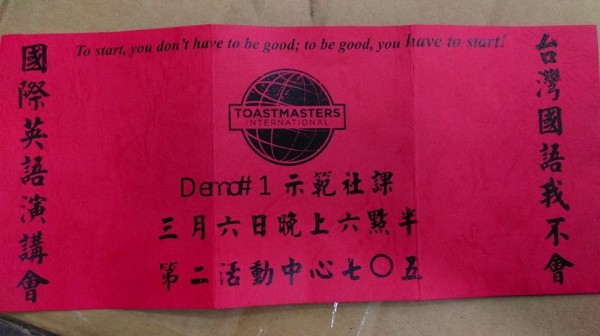 To start, you don't have to be good; to be good, you have to start!
台灣國語我不會
TOASTMASTERS
INTERNATIONAL
Demo#1 示範社課
三月六日晚上六點半
第二活動中心七〇五
國際英語演講會